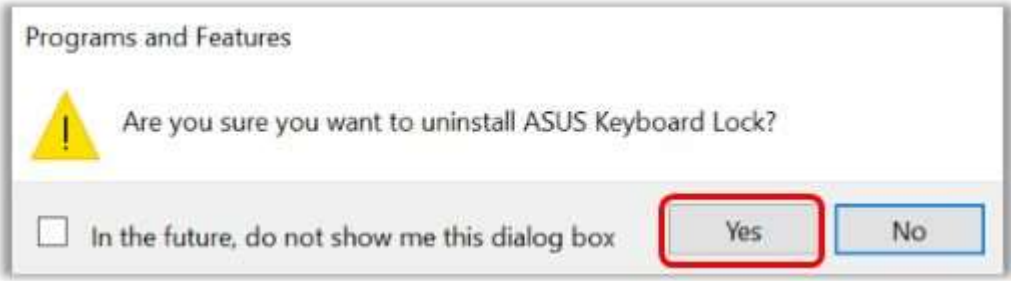 Programs and Features
Are you sure you want to uninstall ASUS Keyboard Lock?
In the future, do not show me this dialog box
Yes
No